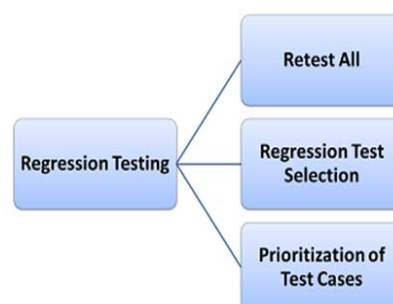 Retest All
Regression Testing
Regression Test
Selection
Prioritization of
Test Cases